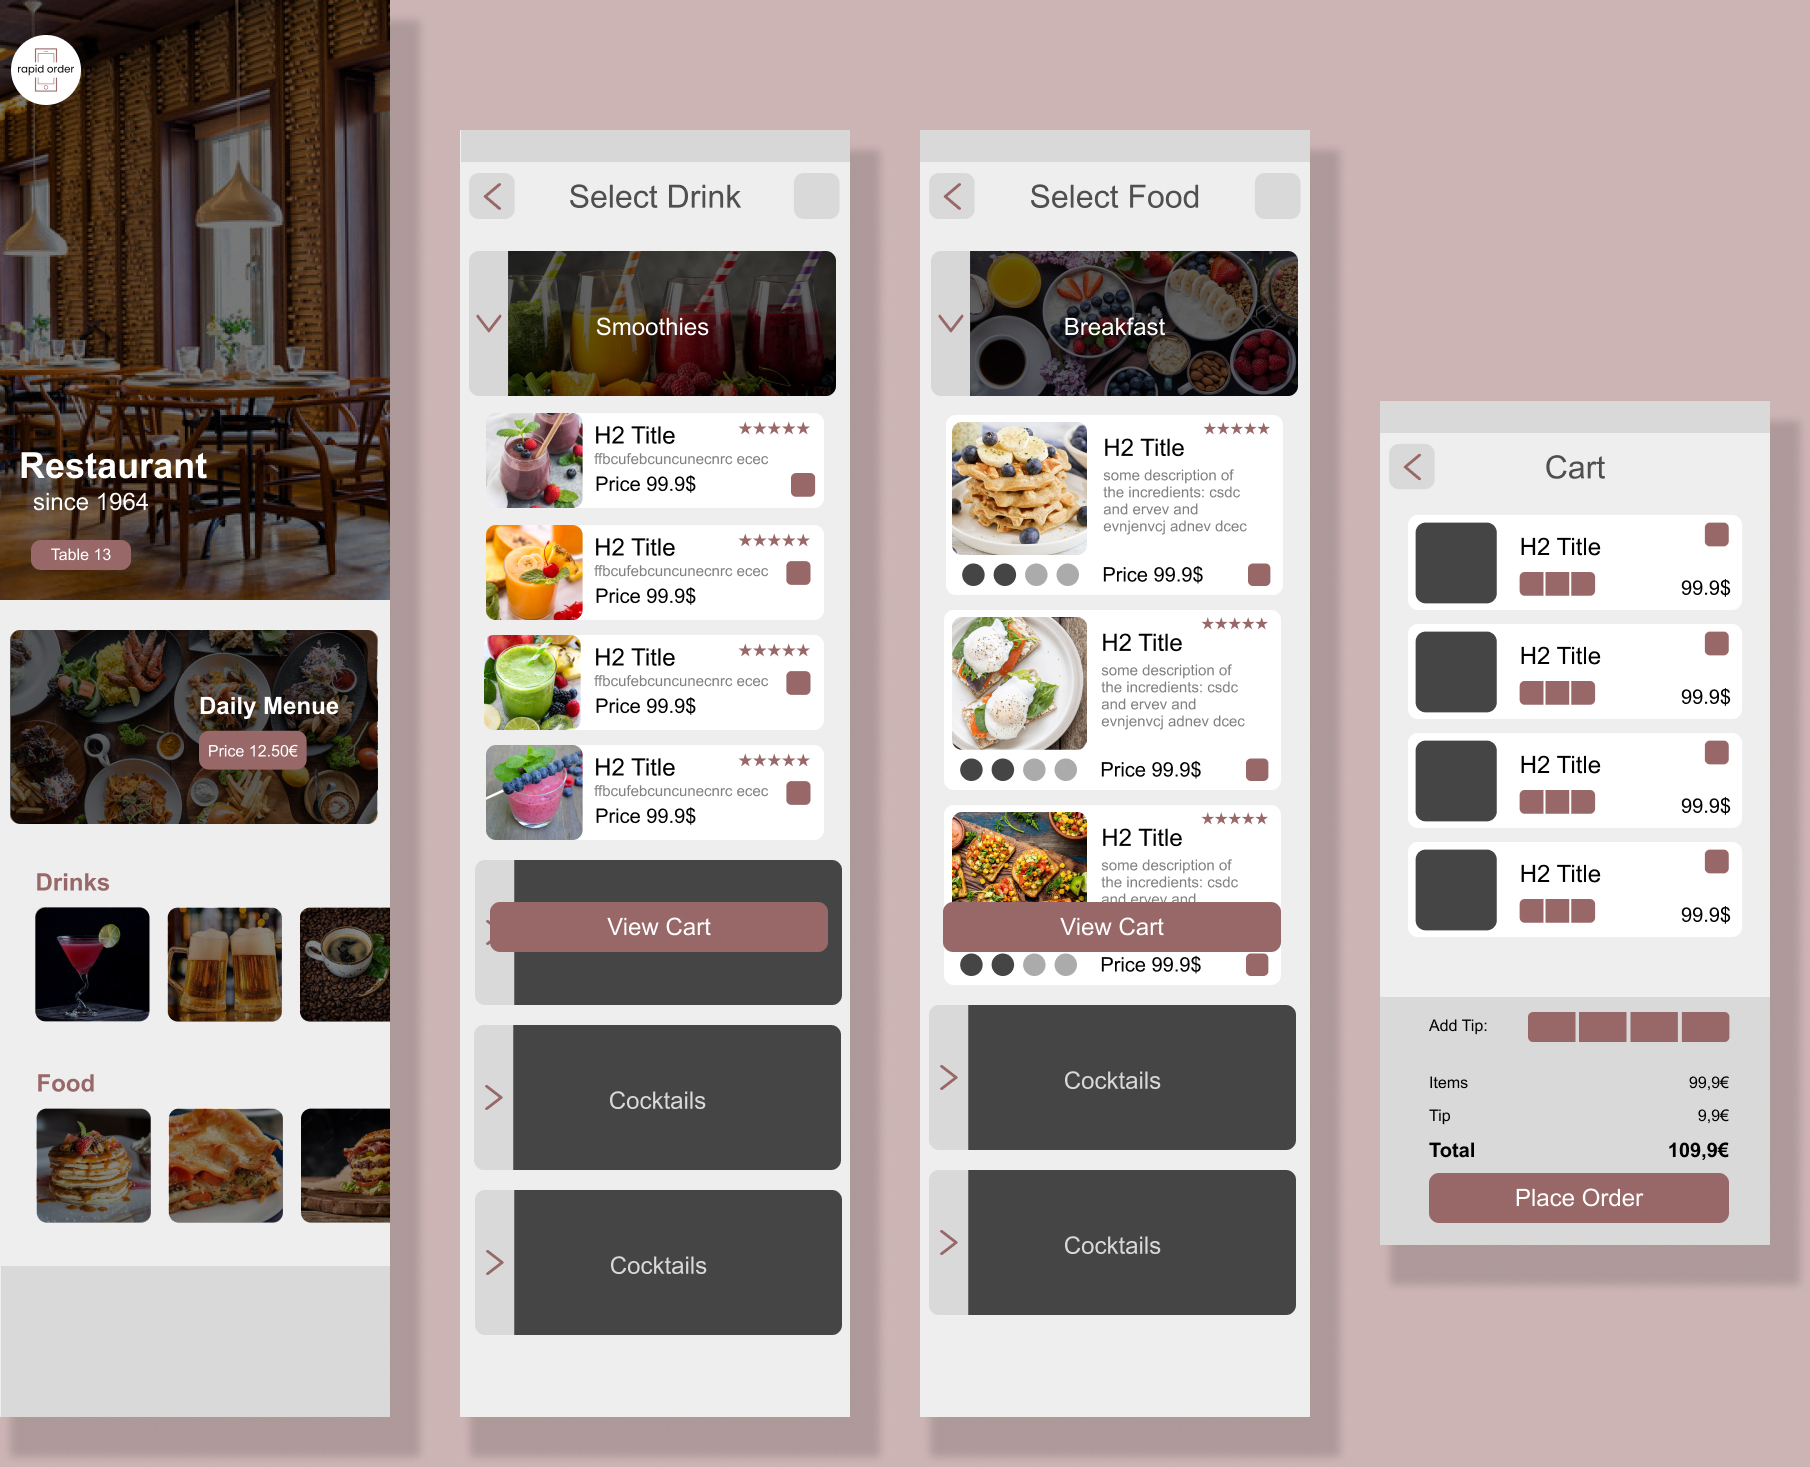 rapid order
Restaurant
since 1964
Table 13
Daily Menue
Price 12.50€
Drinks
Food
Select Drink
Smoothies
H2 Title
★★★★★
ffbcufebcuncunecnrc ecec
Price 99.9$
H2 Title
★★★★★
ffbcufebcuncunecnrc ecec
Price 99.9$
H2 Title
★★★★★
ffbcufebcuncunecnrc ecec
Price 99.9$
H2 Title
★★★★★
ffbcufebcuncunecnrc ecec
Price 99.9$
View Cart
Cocktails
Cocktails
Select Food
Breakfast
★★★★★
H2 Title
some description of
the incredients: csdc
and ervev and
evnjenvcj adnev dcec
Price 99.9$
★★★★★
H2 Title
some description of
the incredients: csdc
and ervev and
evnjenvcj adnev dcec
Price 99.9$
★★★★★
H2 Title
some description of
the incredients: csdc
and ervev and
View Cart
Price 99.9$
Cocktails
Cocktails
Cart
H2 Title
99.9$
H2 Title
99.9$
H2 Title
99.9$
H2 Title
99.9$
Add Tip:
Items 99,9€
Tip 9,9€
Total 109,9€
Place Order